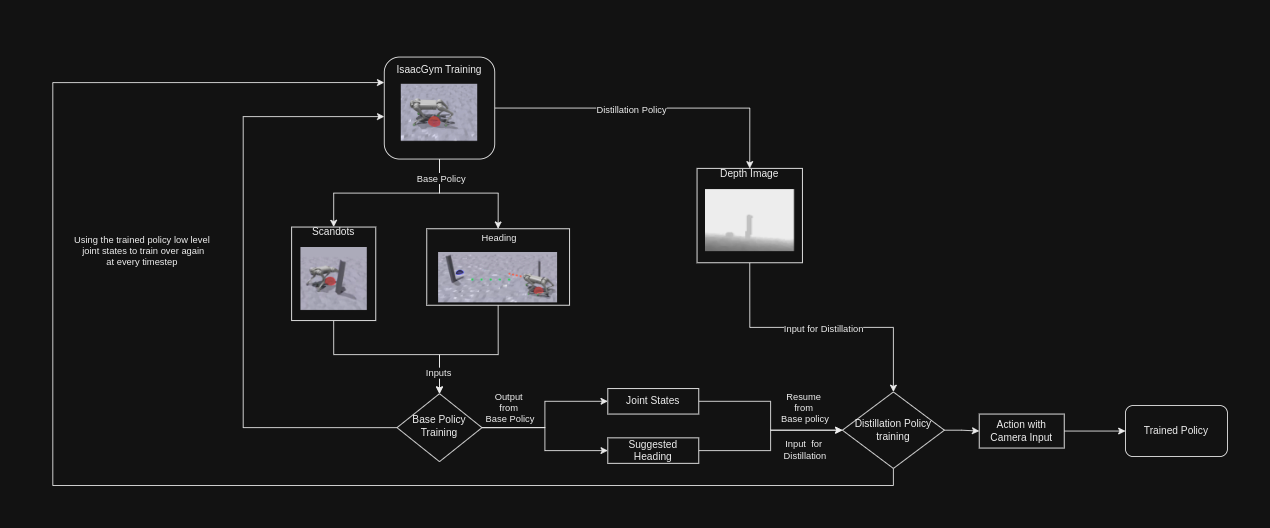 IsaacGym Training
Distillation Policy
Depth Image
Base Policy
Scandots
Heading
Using the trained policy low level
joint states to train over again
at every timestep
Input for Distillation
Inputs
Base Policy
Training
Output
from
Base Policy
Joint States
Suggested
Heading
Resume
from
Base policy
Input for
Distillation
Distillation Policy
training
Action with
Camera Input
Trained Policy